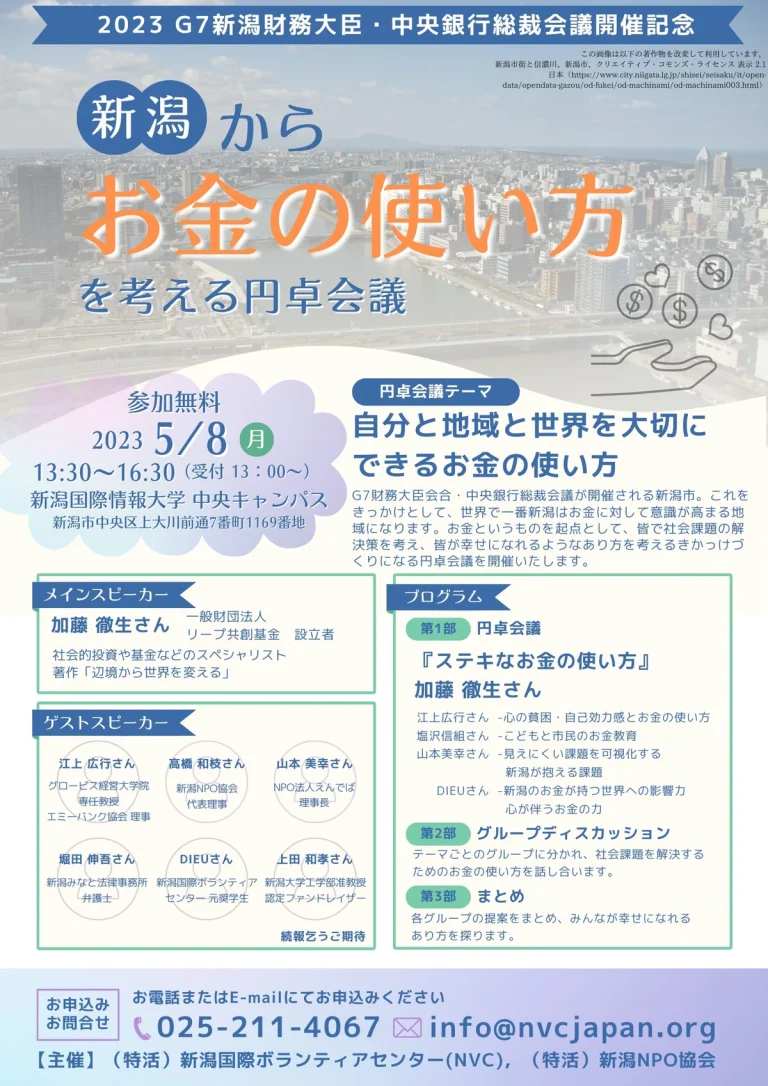 2023 G7新潟財務大臣・中央銀行総裁会議開催記念
この画像は以下の著作物を改変して利用しています。
新潟市街と信濃川、新潟市、クリエイティブ・コモンズ・ライセンス 表示 2.1
日本（https://www.city.niigata.lg.jp/shisei/seisaku/it/open-
data/opendata-gazou/od-fukei/od-machinami/od-machinami003.html）
新潟から
お金の使い方
を考える円卓会議
参加無料
2023 5/8 月
13:30〜16:30（受付 13：00〜）
新潟国際情報大学 中央キャンパス
新潟市中央区上大川前通7番町1169番地
円卓会議テーマ
自分と地域と世界を大切に
できるお金の使い方
G7財務大臣会合・中央銀行総裁会議が開催される新潟市。これを
きっかけとして、世界で一番新潟はお金に対して意識が高まる地
域になります。お金というものを起点として、皆で社会課題の解
決策を考え、皆が幸せになれるようなあり方を考えるきかっけづ
くりになる円卓会議を開催いたします。
メインスピーカー
加藤 徹生さん
一般財団法人
リープ共創基金　設立者
社会的投資や基金などのスペシャリスト
著作「辺境から世界を変える」
ゲストスピーカー
江上 広行さん
グロービス経営大学院
専任教授
エミーバンク協会 理事
高橋 和枝さん
新潟NPO協会
代表理事
山本 美幸さん
NPO法人えんでば
理事長
堀田 伸吾さん
新潟みなと法律事務所
弁護士
DIEUさん
新潟国際ボランティア
センター 元奨学生
上田 和孝さん
新潟大学工学部准教授
認定ファンドレイザー
続報乞うご期待
プログラム
第1部 円卓会議
『ステキなお金の使い方』
加藤 徹生さん
江上広行さん -心の貧困・自己効力感とお金の使い方
塩沢信組さん -こどもと市民のお金教育
山本美幸さん -見えにくい課題を可視化する
新潟が抱える課題
DIEUさん -新潟のお金が持つ世界への影響力
心が伴うお金の力
第2部 グループディスカッション
テーマごとのグループに分かれ、社会課題を解決する
ためのお金の使い方を話し合います。
第3部 まとめ
各グループの提案をまとめ、みんなが幸せになれる
あり方を探ります。
お申込み
お問合せ
お電話またはE-mailにてお申込みください
025-211-4067 info@nvcjapan.org
【主催】（特活）新潟国際ボランティアセンター(NVC)，（特活）新潟NPO協会